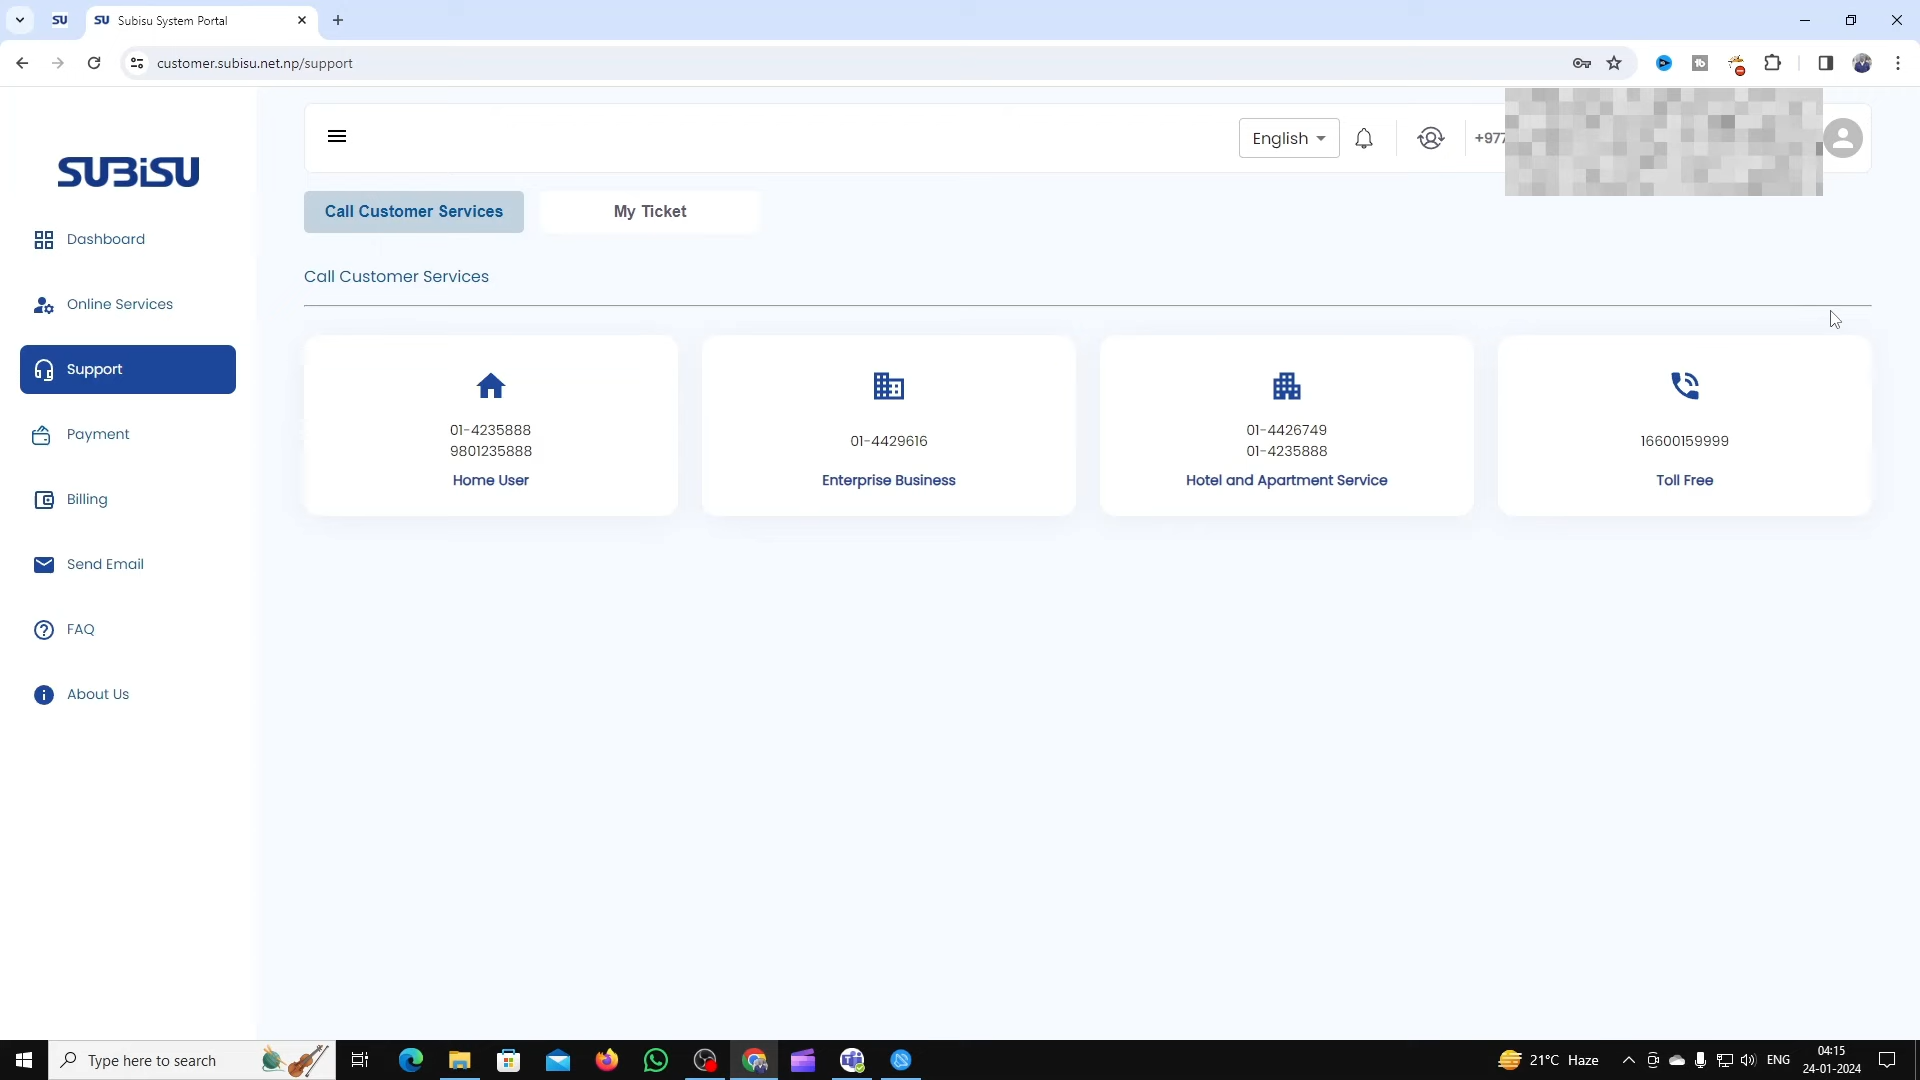 SU
SU Subisu System Portal
customer.subisu.net.np/support
SUBiSU
English
+977
Call Customer Services
My Ticket
Dashboard
Online Services
Support
Payment
Billing
Send Email
FAQ
About Us
Call Customer Services
01-4235888
9801235888
Home User
01-4429616
Enterprise Business
01-4426749
01-4235888
Hotel and Apartment Service
16600159999
Toll Free
Type here to search
21°C Haze
ENG
04:15
24-01-2024